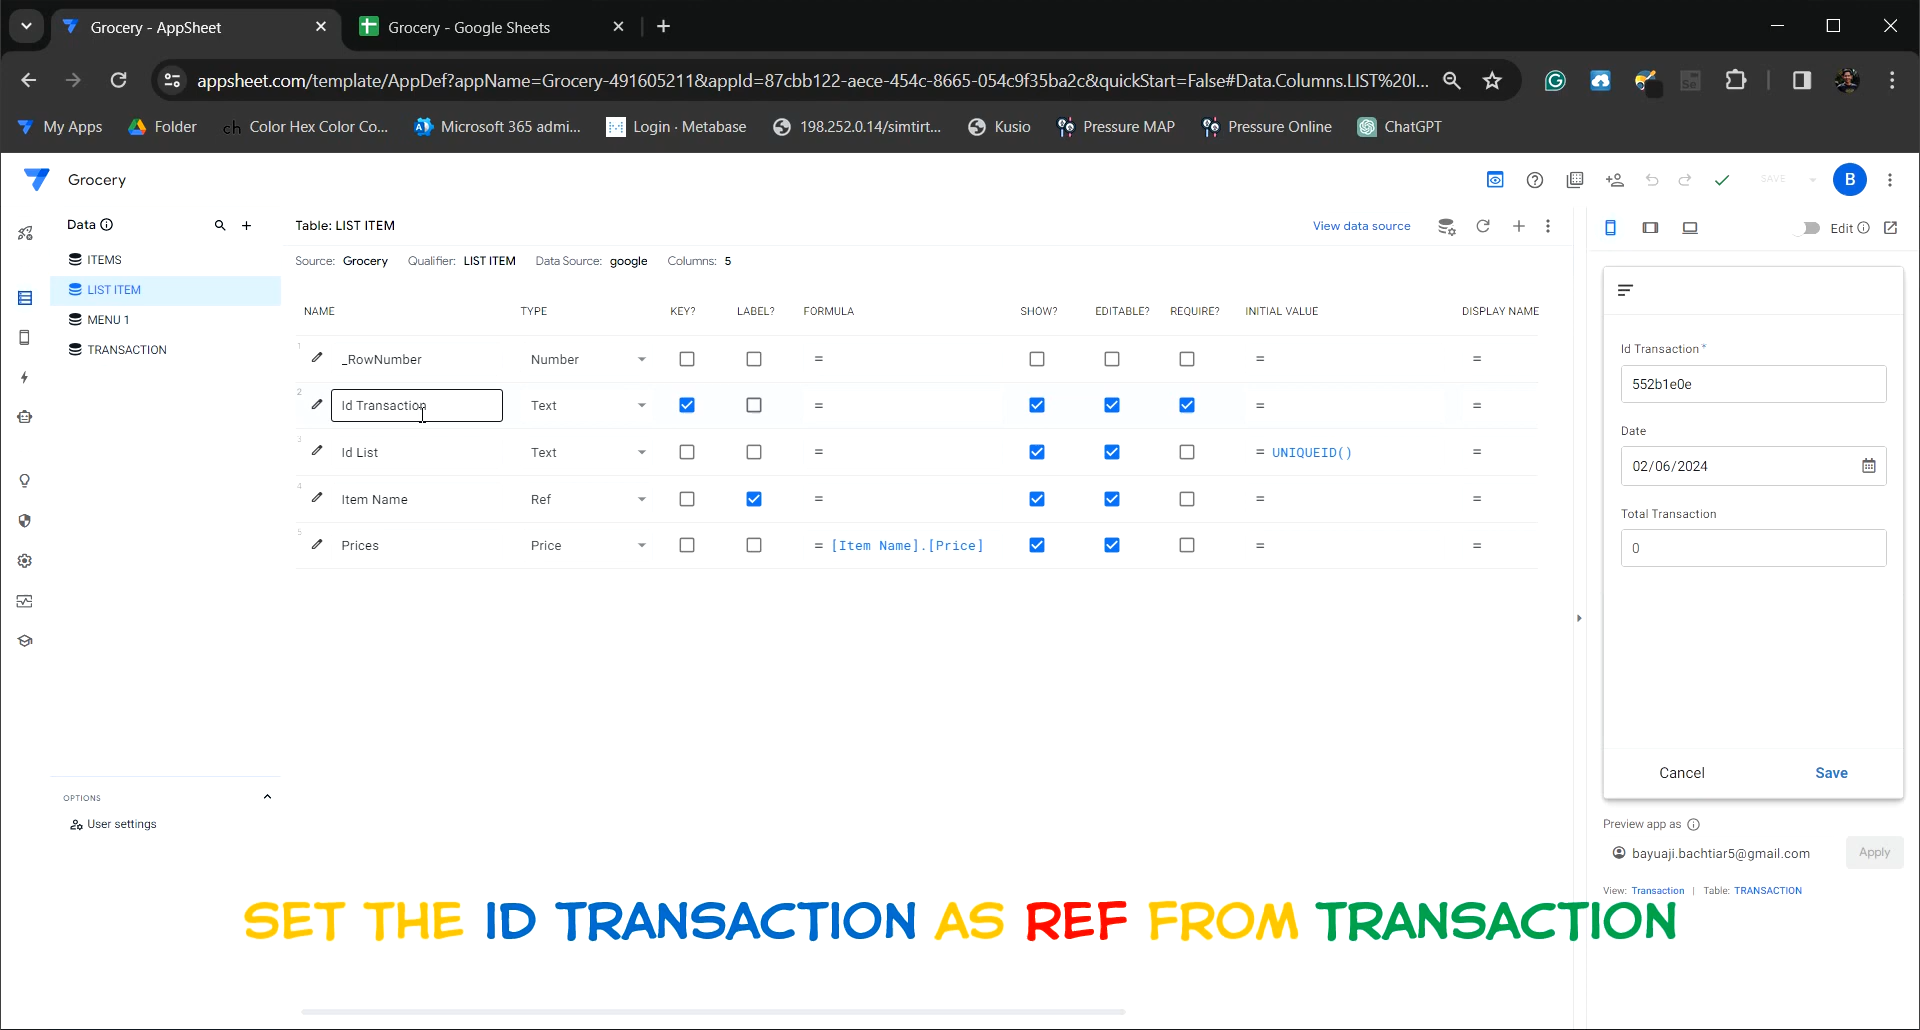 Grocery - AppSheet
Grocery - Google Sheets
appsheet.com/template/AppDef?appName=Grocery-491605211&appId=87cbb122-aece-454c-8665-054c9f35ba2c&quickStart=False#Data.Columns.LIST%20I...
My Apps
Folder
ch Color Hex Color Co...
Microsoft 365 admi...
Login · Metabase
198.252.0.14/simtirt...
Kusio
Pressure MAP
Pressure Online
ChatGPT
Grocery
SAVE
B
Data
Table: LIST ITEM
View data source
Edit
ITEMS
LIST ITEM
MENU 1
TRANSACTION
Source: Grocery Qualifier: LIST ITEM Data Source: google Columns: 5
NAME TYPE KEY? LABEL? FORMULA SHOW? EDITABLE? REQUIRE? INITIAL VALUE DISPLAY NAME
1 _RowNumber Number = = =
2 Id Transaction Text = = =
3 Id List Text = = UNIQUEID() =
4 Item Name Ref = = =
5 Prices Price = [Item Name].[Price] = =
Id Transaction*
552b1e0e
Date
02/06/2024
Total Transaction
0
Cancel Save
OPTIONS
User settings
Preview app as
bayuaji.bachtiar5@gmail.com
Apply
View: Transaction | Table: TRANSACTION
SET THE ID TRANSACTION AS REF FROM TRANSACTION